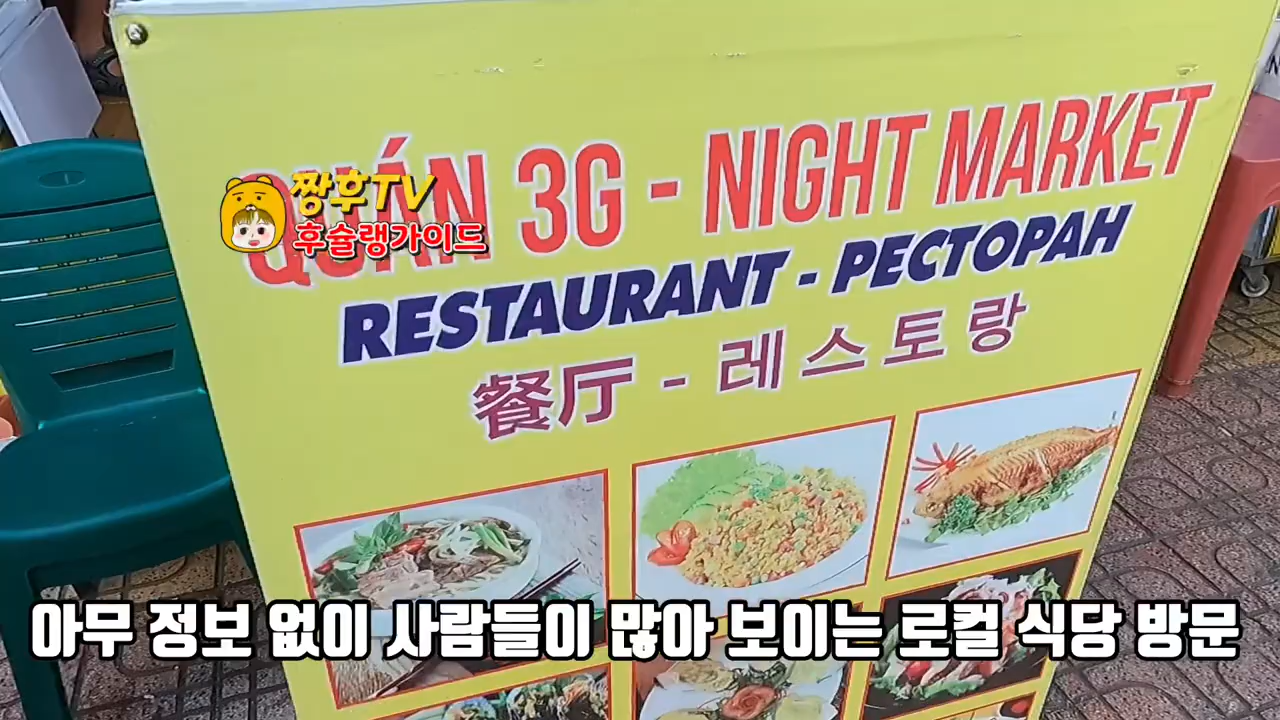 QUÁN 3G - NIGHT MARKET
짱후TV
후슐랭가이드
RESTAURANT - PECTOPAH
餐厅 - 레스토랑
아무 정보 없이 사람들이 많아 보이는 로컬 식당 방문